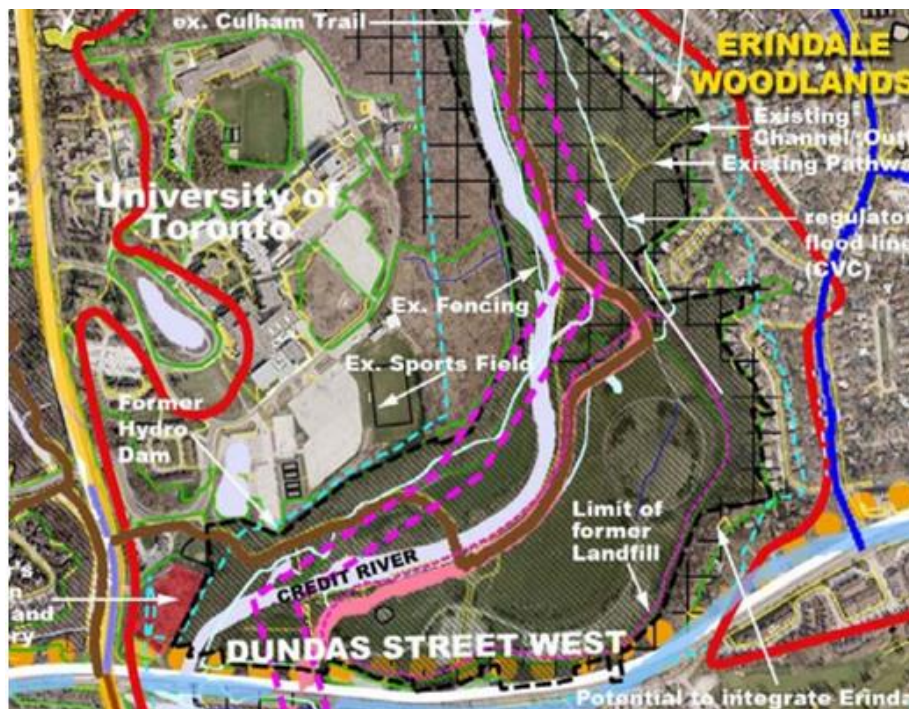 ex. Culham Trail
ERINDALE
WOODLANDS
Existing
Channel/Out
Existing Pathwa
University of
Toronto
regulator
flood line
(CVC)
Ex. Fencing
Ex. Sports Field
Former
Hydro
Dam
Limit of
former
Landfill
n
and
ry
CREDIT RIVER
DUNDAS STREET WEST
Potential to integrate Erinda